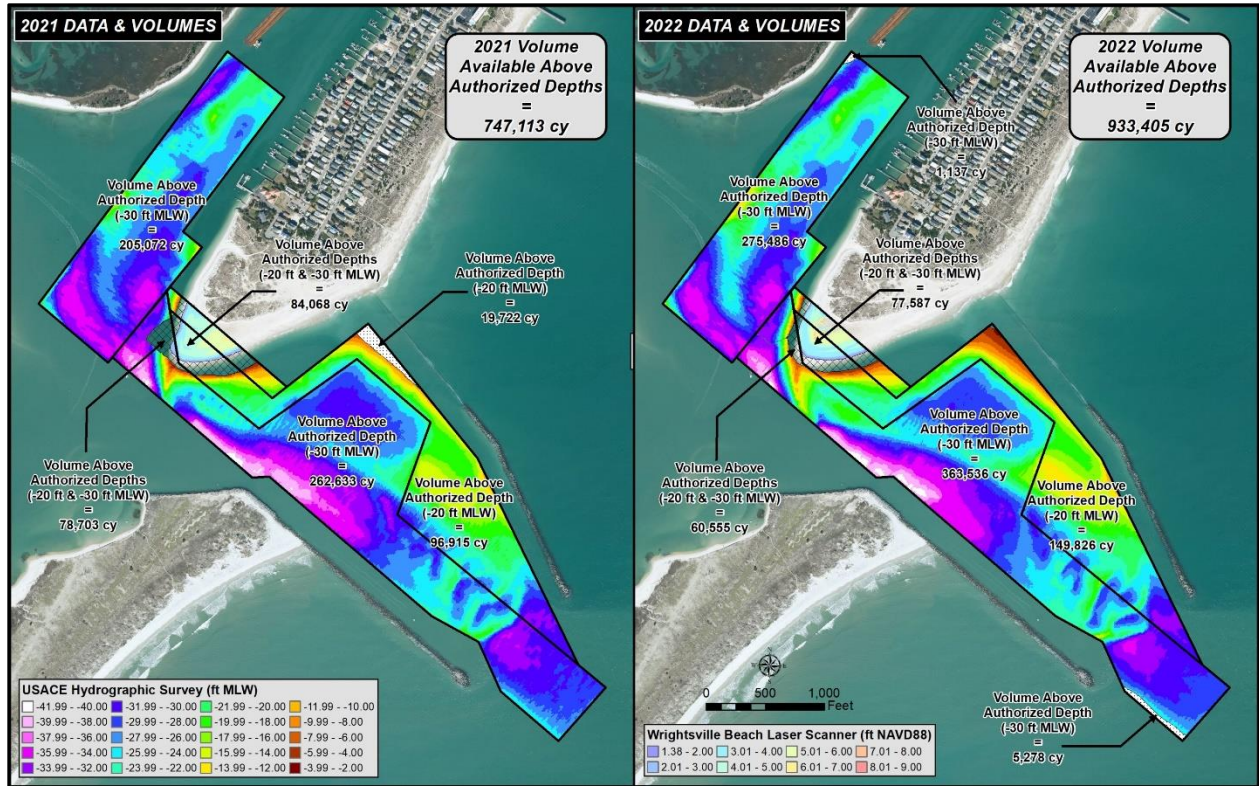 2021 DATA & VOLUMES
2021 Volume
Available Above
Authorized Depths
=
747,113 cy
Volume Above
Authorized Depth
(-30 ft MLW)
=
205,072 cy
Volume Above
Authorized Depths
(-20 ft & -30 ft MLW)
=
84,068 cy
Volume Above
Authorized Depth
(-20 ft MLW)
=
19,722 cy
Volume Above
Authorized Depth
(-30 ft MLW)
=
262,633 cy
Volume Above
Authorized Depths
(-20 ft & -30 ft MLW)
=
78,703 cy
Volume Above
Authorized Depth
(-20 ft MLW)
=
96,915 cy
USACE Hydrographic Survey (ft MLW)
-41.99 - -40.00 -31.99 - -30.00 -21.99 - -20.00 -11.99 - -10.00
-39.99 - -38.00 -29.99 - -28.00 -19.99 - -18.00 -9.99 - -8.00
-37.99 - -36.00 -27.99 - -26.00 -17.99 - -16.00 -7.99 - -6.00
-35.99 - -34.00 -25.99 - -24.00 -15.99 - -14.00 -5.99 - -4.00
-33.99 - -32.00 -23.99 - -22.00 -13.99 - -12.00 -3.99 - -2.00
2022 DATA & VOLUMES
2022 Volume
Available Above
Authorized Depths
=
933,405 cy
Volume Above
Authorized Depth
(-30 ft MLW)
=
1,137 cy
Volume Above
Authorized Depth
(-30 ft MLW)
=
275,486 cy
Volume Above
Authorized Depths
(-20 ft & -30 ft MLW)
=
77,587 cy
Volume Above
Authorized Depth
(-30 ft MLW)
=
363,536 cy
Volume Above
Authorized Depths
(-20 ft & -30 ft MLW)
=
60,555 cy
Volume Above
Authorized Depth
(-20 ft MLW)
=
149,826 cy
N
W E
S
0 500 1,000
Feet
Volume Above
Authorized Depth
(-30 ft MLW)
=
5,278 cy
Wrightsville Beach Laser Scanner (ft NAVD88)
1.38 - 2.00 3.01 - 4.00 5.01 - 6.00 7.01 - 8.00
2.01 - 3.00 4.01 - 5.00 6.01 - 7.00 8.01 - 9.00